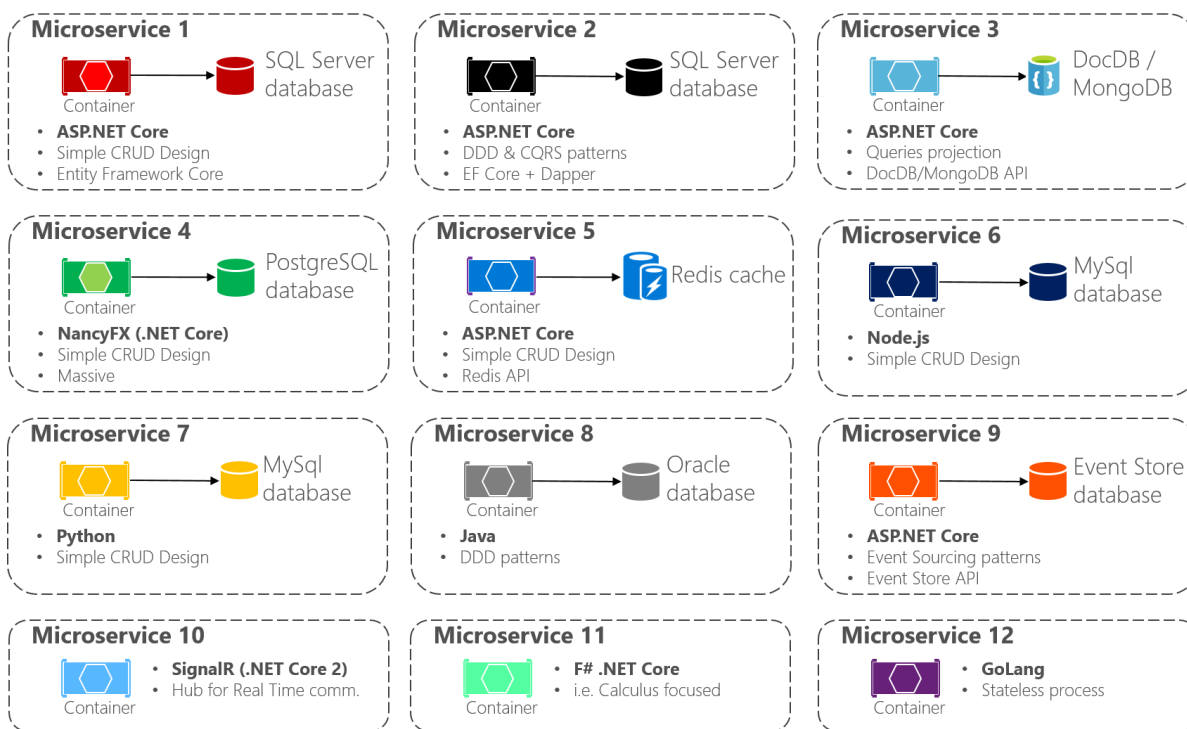 Microservice 1
SQL Server
database
Container
• ASP.NET Core
• Simple CRUD Design
• Entity Framework Core
Microservice 2
SQL Server
database
Container
• ASP.NET Core
• DDD & CQRS patterns
• EF Core + Dapper
Microservice 3
DocDB /
MongoDB
{ }
Container
• ASP.NET Core
• Queries projection
• DocDB/MongoDB API
Microservice 4
PostgreSQL
database
Container
• NancyFX (.NET Core)
• Simple CRUD Design
• Massive
Microservice 5
Redis cache
Container
• ASP.NET Core
• Simple CRUD Design
• Redis API
Microservice 6
MySql
database
Container
• Node.js
• Simple CRUD Design
Microservice 7
MySql
database
Container
• Python
• Simple CRUD Design
Microservice 8
Oracle
database
Container
• Java
• DDD patterns
Microservice 9
Event Store
database
Container
• ASP.NET Core
• Event Sourcing patterns
• Event Store API
Microservice 10
Container
• SignalR (.NET Core 2)
• Hub for Real Time comm.
Microservice 11
Container
• F# .NET Core
• i.e. Calculus focused
Microservice 12
Container
• GoLang
• Stateless process